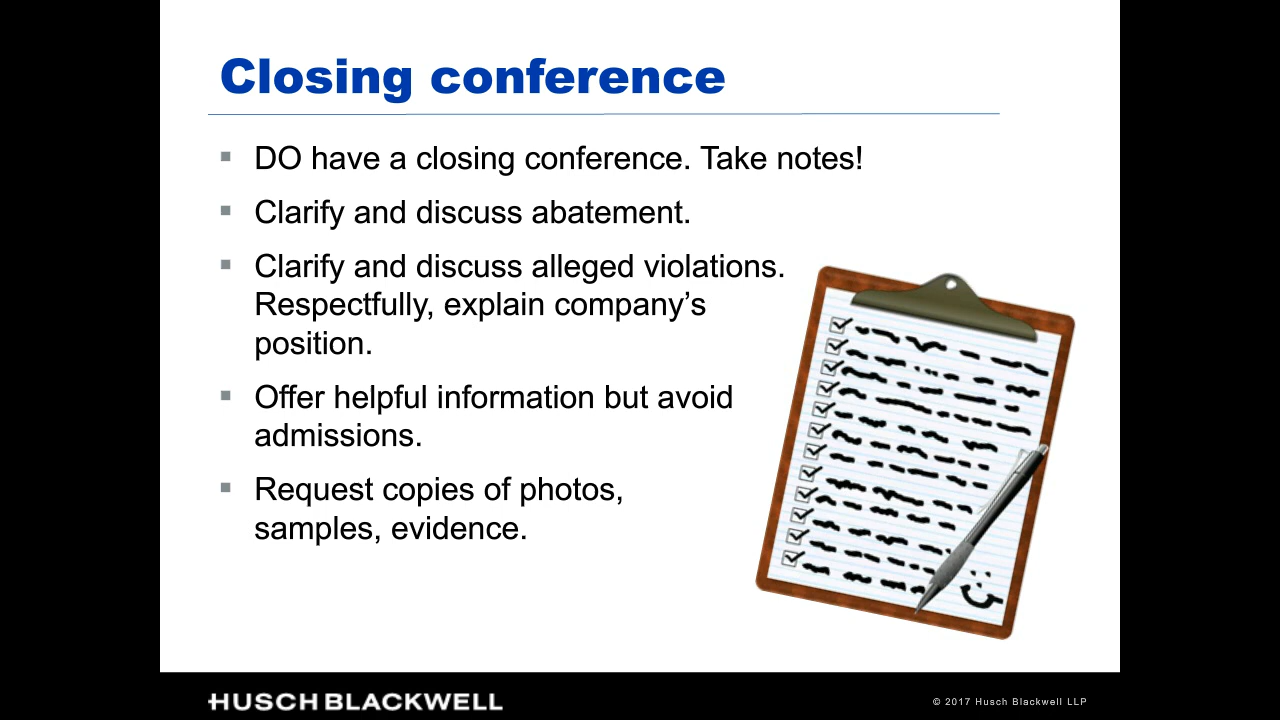 Closing conference
DO have a closing conference. Take notes!
Clarify and discuss abatement.
Clarify and discuss alleged violations.
Respectfully, explain company’s
position.
Offer helpful information but avoid
admissions.
Request copies of photos,
samples, evidence.
HUSCH BLACKWELL
© 2017 Husch Blackwell LLP